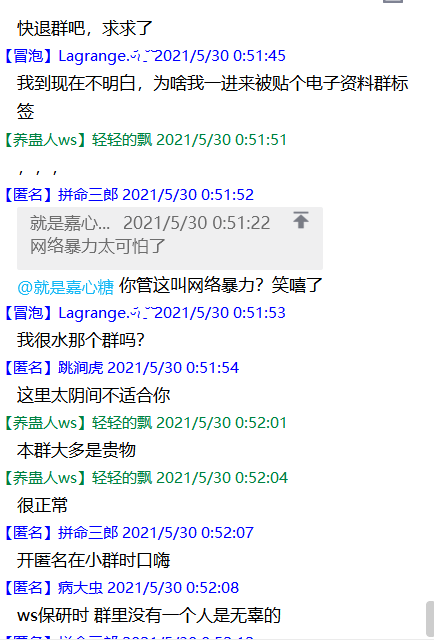 快退群吧，求求了
【冒泡】Lagrange. 2021/5/30 0:51:45
我到现在不明白，为啥我一进来被贴个电子资料群标
签
【养蛊人ws】轻轻的飘 2021/5/30 0:51:51
，，，
【匿名】拼命三郎 2021/5/30 0:51:52
就是嘉心... 2021/5/30 0:51:22
网络暴力太可怕了
@就是嘉心糖 你管这叫网络暴力？笑嘻了
【冒泡】Lagrange. 2021/5/30 0:51:53
我很水那个群吗？
【匿名】跳涧虎 2021/5/30 0:51:54
这里太阴间不适合你
【养蛊人ws】轻轻的飘 2021/5/30 0:52:01
本群大多是贵物
【养蛊人ws】轻轻的飘 2021/5/30 0:52:04
很正常
【匿名】拼命三郎 2021/5/30 0:52:07
开匿名在小群时口嗨
【匿名】病大虫 2021/5/30 0:52:08
ws保研时 群里没有一个人是无辜的